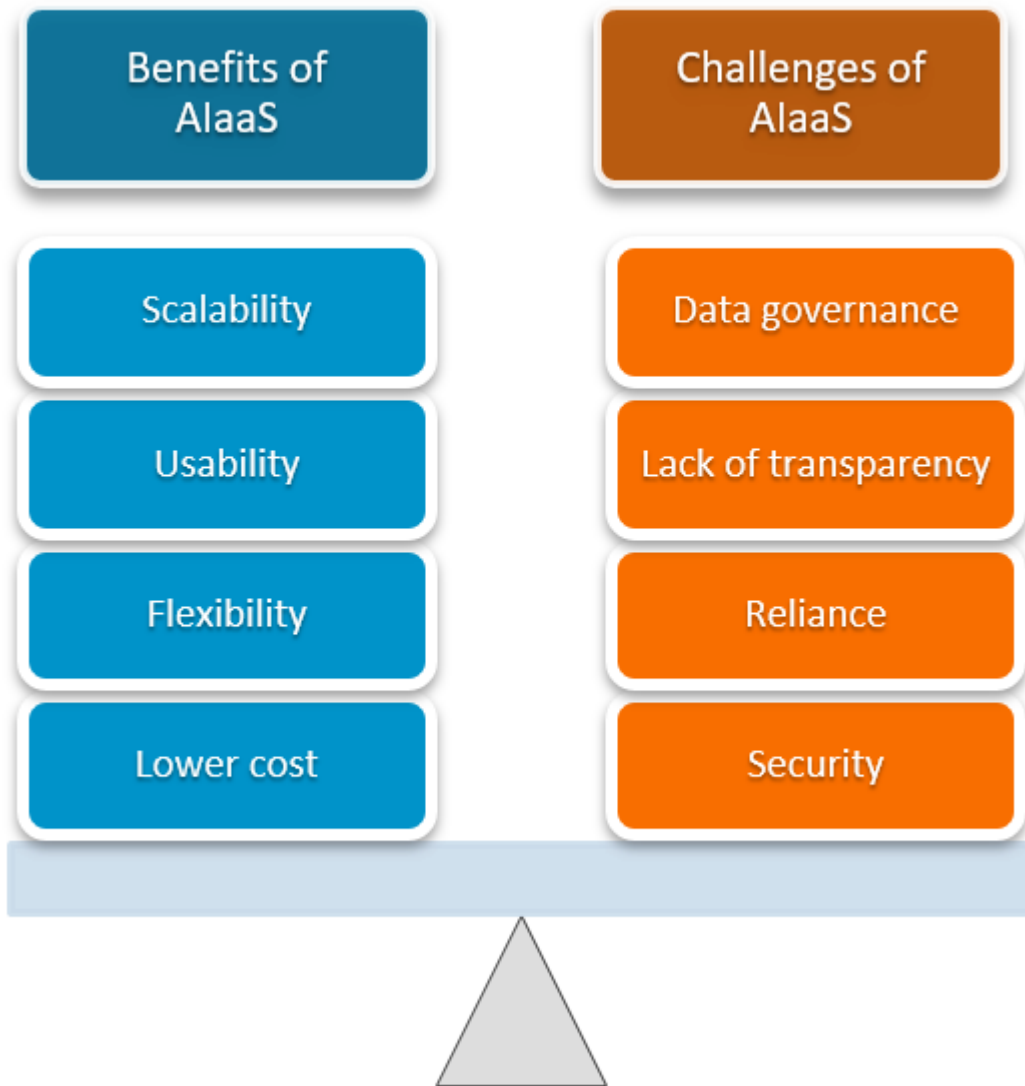 Benefits of
AIaaS
Challenges of
AIaaS
Scalability
Usability
Flexibility
Lower cost
Data governance
Lack of transparency
Reliance
Security